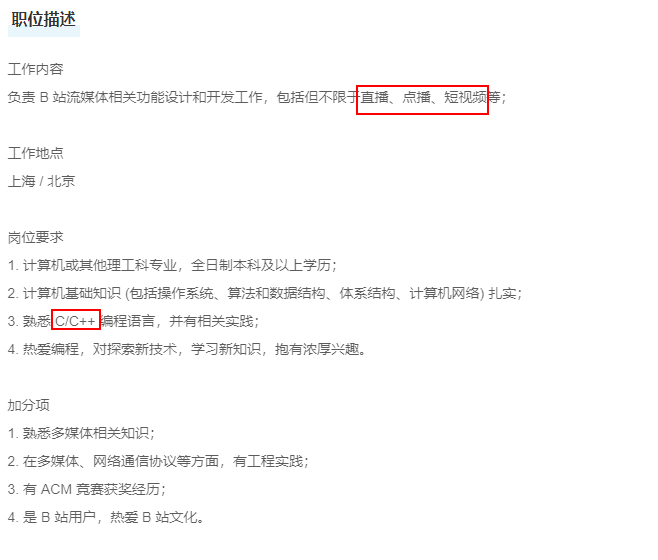 职位描述
工作内容
负责 B 站流媒体相关功能设计和开发工作，包括但不限于直播、点播、短视频等；
工作地点
上海 / 北京
岗位要求
1. 计算机或其他理工科专业，全日制本科及以上学历；
2. 计算机基础知识 (包括操作系统、算法和数据结构、体系结构、计算机网络) 扎实；
3. 熟悉 C/C++ 编程语言，并有相关实践；
4. 热爱编程，对探索新技术，学习新知识，抱有浓厚兴趣。
加分项
1. 熟悉多媒体相关知识；
2. 在多媒体、网络通信协议等方面，有工程实践；
3. 有 ACM 竞赛获奖经历；
4. 是 B 站用户，热爱 B 站文化。